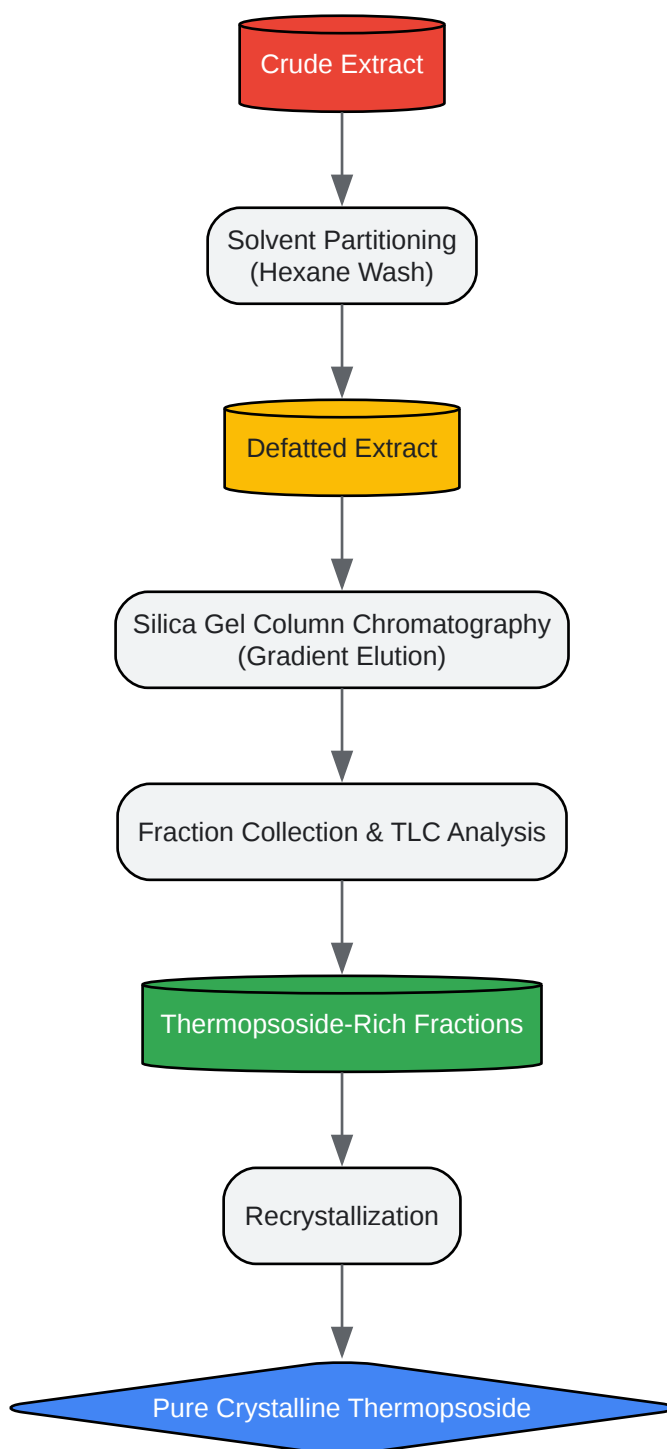 Crude Extract
Solvent Partitioning
(Hexane Wash)
Defatted Extract
Silica Gel Column Chromatography
(Gradient Elution)
Fraction Collection & TLC Analysis
Thermopsoside-Rich Fractions
Recrystallization
Pure Crystalline Thermopsoside